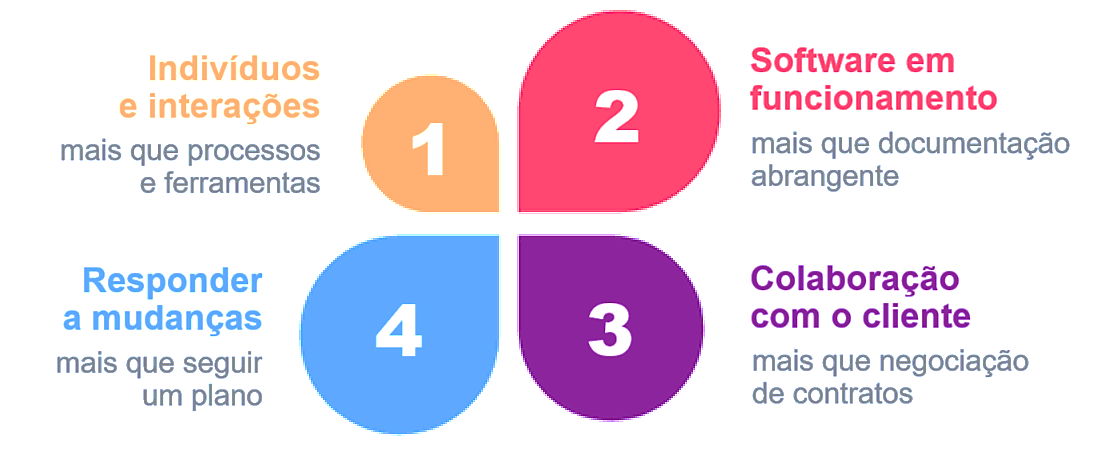 1
Indivíduos
e interações
mais que processos
e ferramentas
2
Software em
funcionamento
mais que documentação
abrangente
3
Colaboração
com o cliente
mais que negociação
de contratos
4
Responder
a mudanças
mais que seguir
um plano